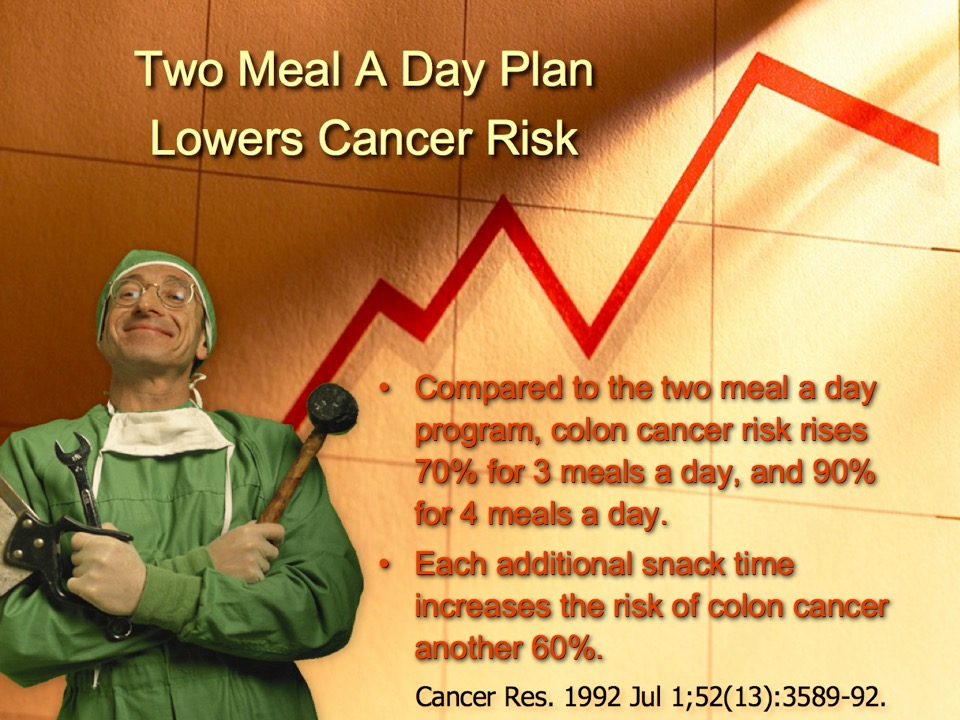 Two Meal A Day Plan
Lowers Cancer Risk
• Compared to the two meal a day
program, colon cancer risk rises
70% for 3 meals a day, and 90%
for 4 meals a day.
• Each additional snack time
increases the risk of colon cancer
another 60%.
Cancer Res. 1992 Jul 1;52(13):3589-92.